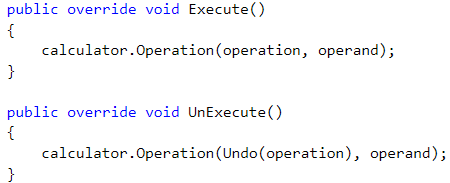 public override void Execute()
{
    calculator.Operation(operation, operand);
}

public override void UnExecute()
{
    calculator.Operation(Undo(operation), operand);
}